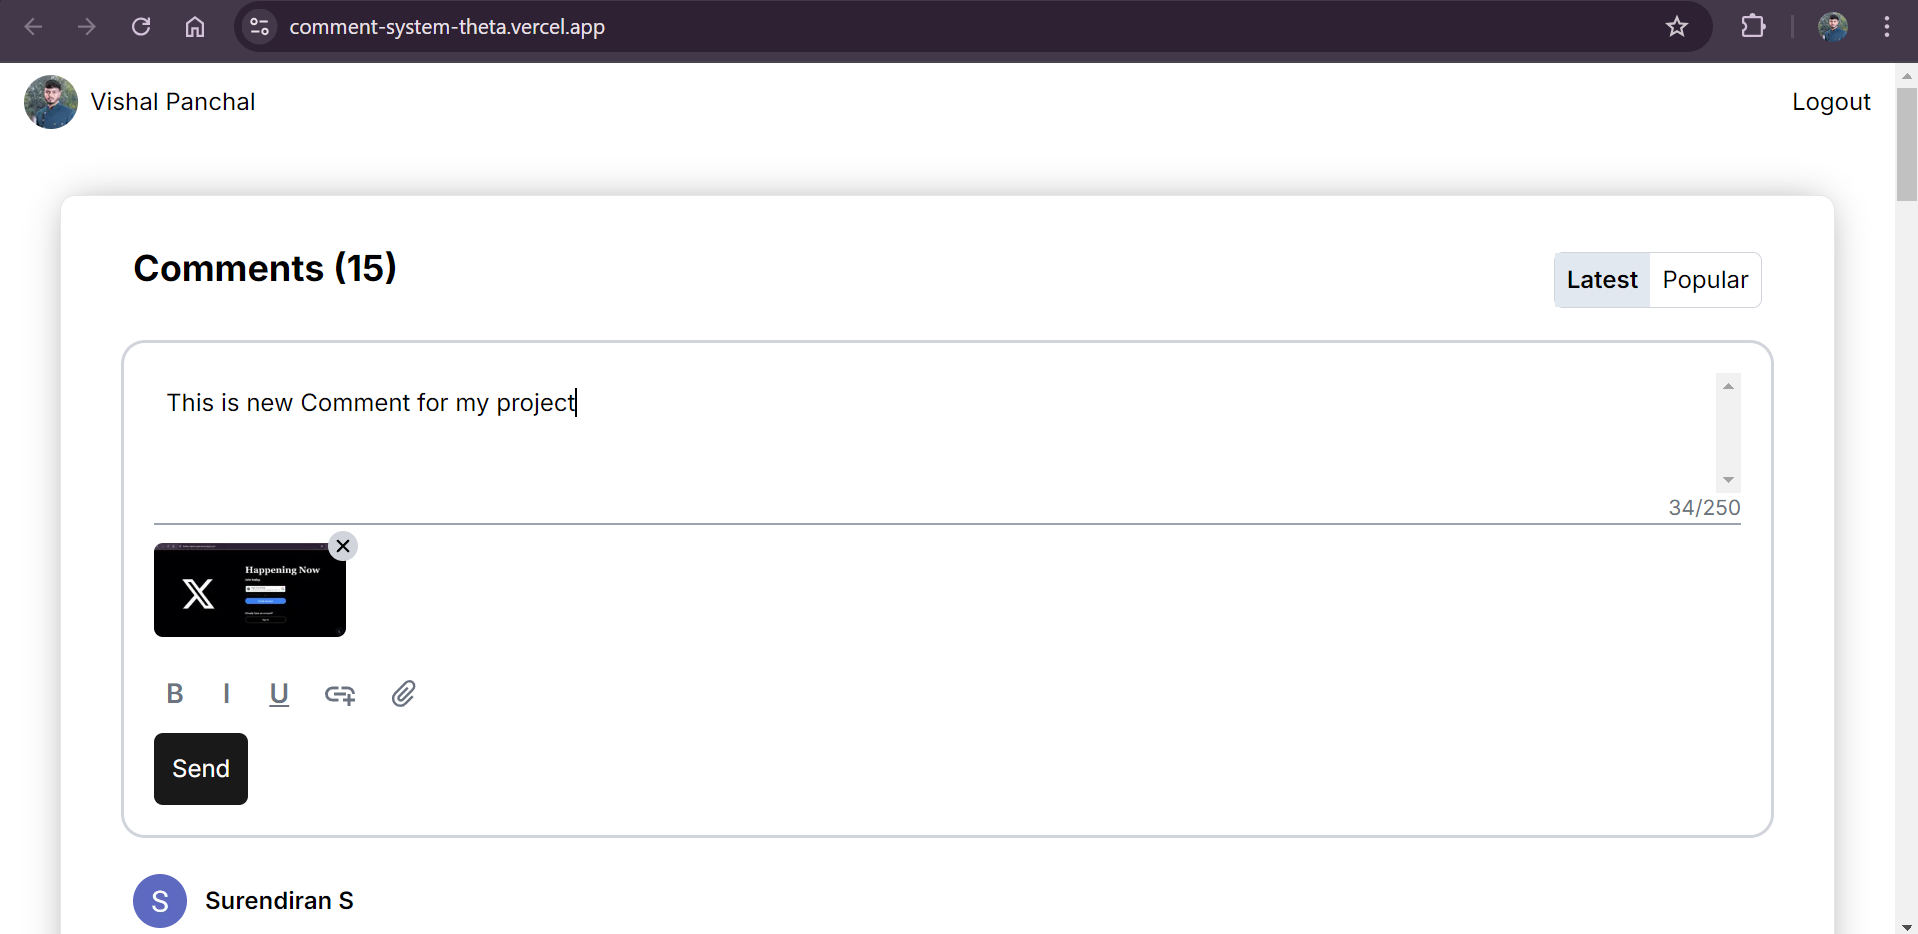 comment-system-theta.vercel.app
Vishal Panchal
Logout
Comments (15)
Latest
Popular
This is new Comment for my project
34/250
Happening Now
B I U
Send
S
Surendiran S